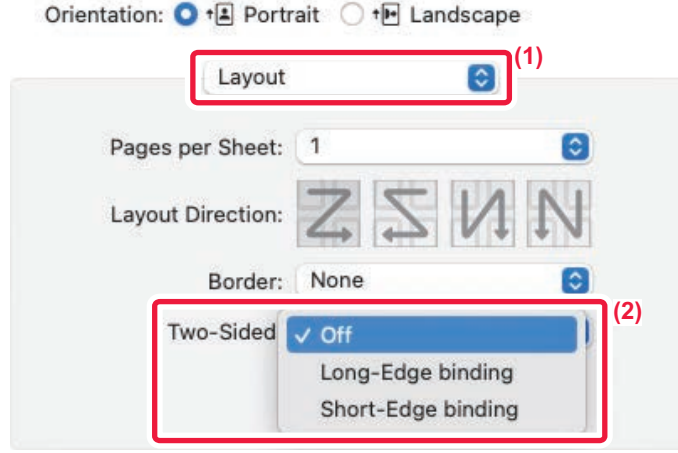 Orientation: Portrait Landscape
(1)
Layout
Pages per Sheet: 1
Layout Direction:
Border: None
(2)
Two-Sided ✓ Off
Long-Edge binding
Short-Edge binding